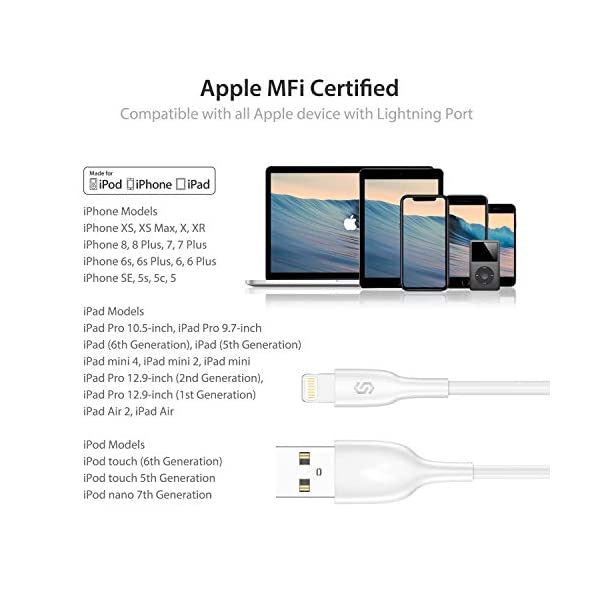 Apple MFi Certified
Compatible with all Apple device with Lightning Port
Made for
iPod iPhone iPad
iPhone Models
iPhone XS, XS Max, X, XR
iPhone 8, 8 Plus, 7, 7 Plus
iPhone 6s, 6s Plus, 6, 6 Plus
iPhone SE, 5s, 5c, 5
iPad Models
iPad Pro 10.5-inch, iPad Pro 9.7-inch
iPad (6th Generation), iPad (5th Generation)
iPad mini 4, iPad mini 2, iPad mini
iPad Pro 12.9-inch (2nd Generation),
iPad Pro 12.9-inch (1st Generation)
iPad Air 2, iPad Air
iPod Models
iPod touch (6th Generation)
iPod touch 5th Generation
iPod nano 7th Generation